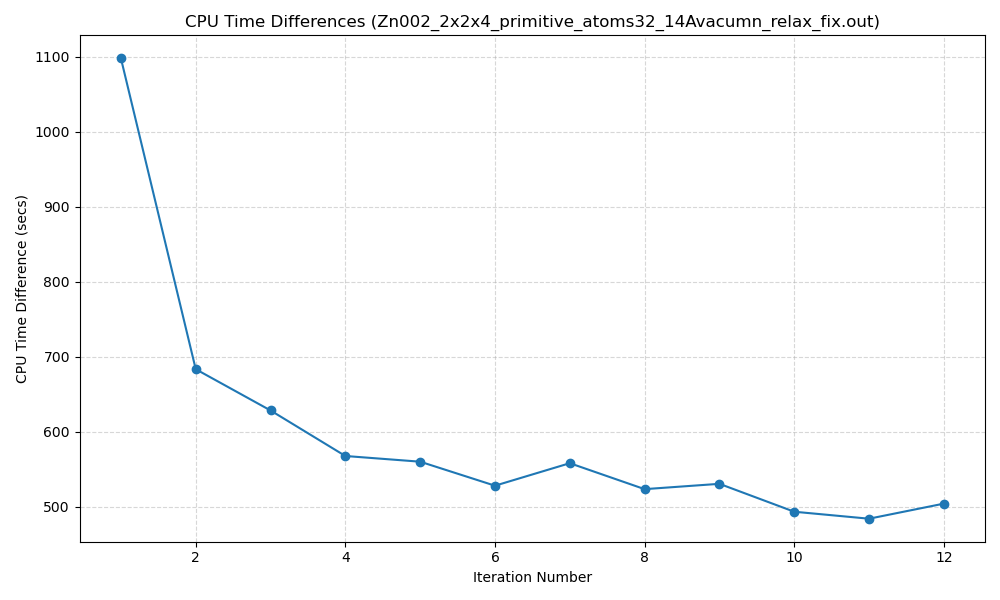 CPU Time Differences (Zn002_2x2x4_primitive_atoms32_14Avacumn_relax_fix.out)
1100
1000
900
800
700
600
500
CPU Time Difference (secs)
2 4 6 8 10 12
Iteration Number